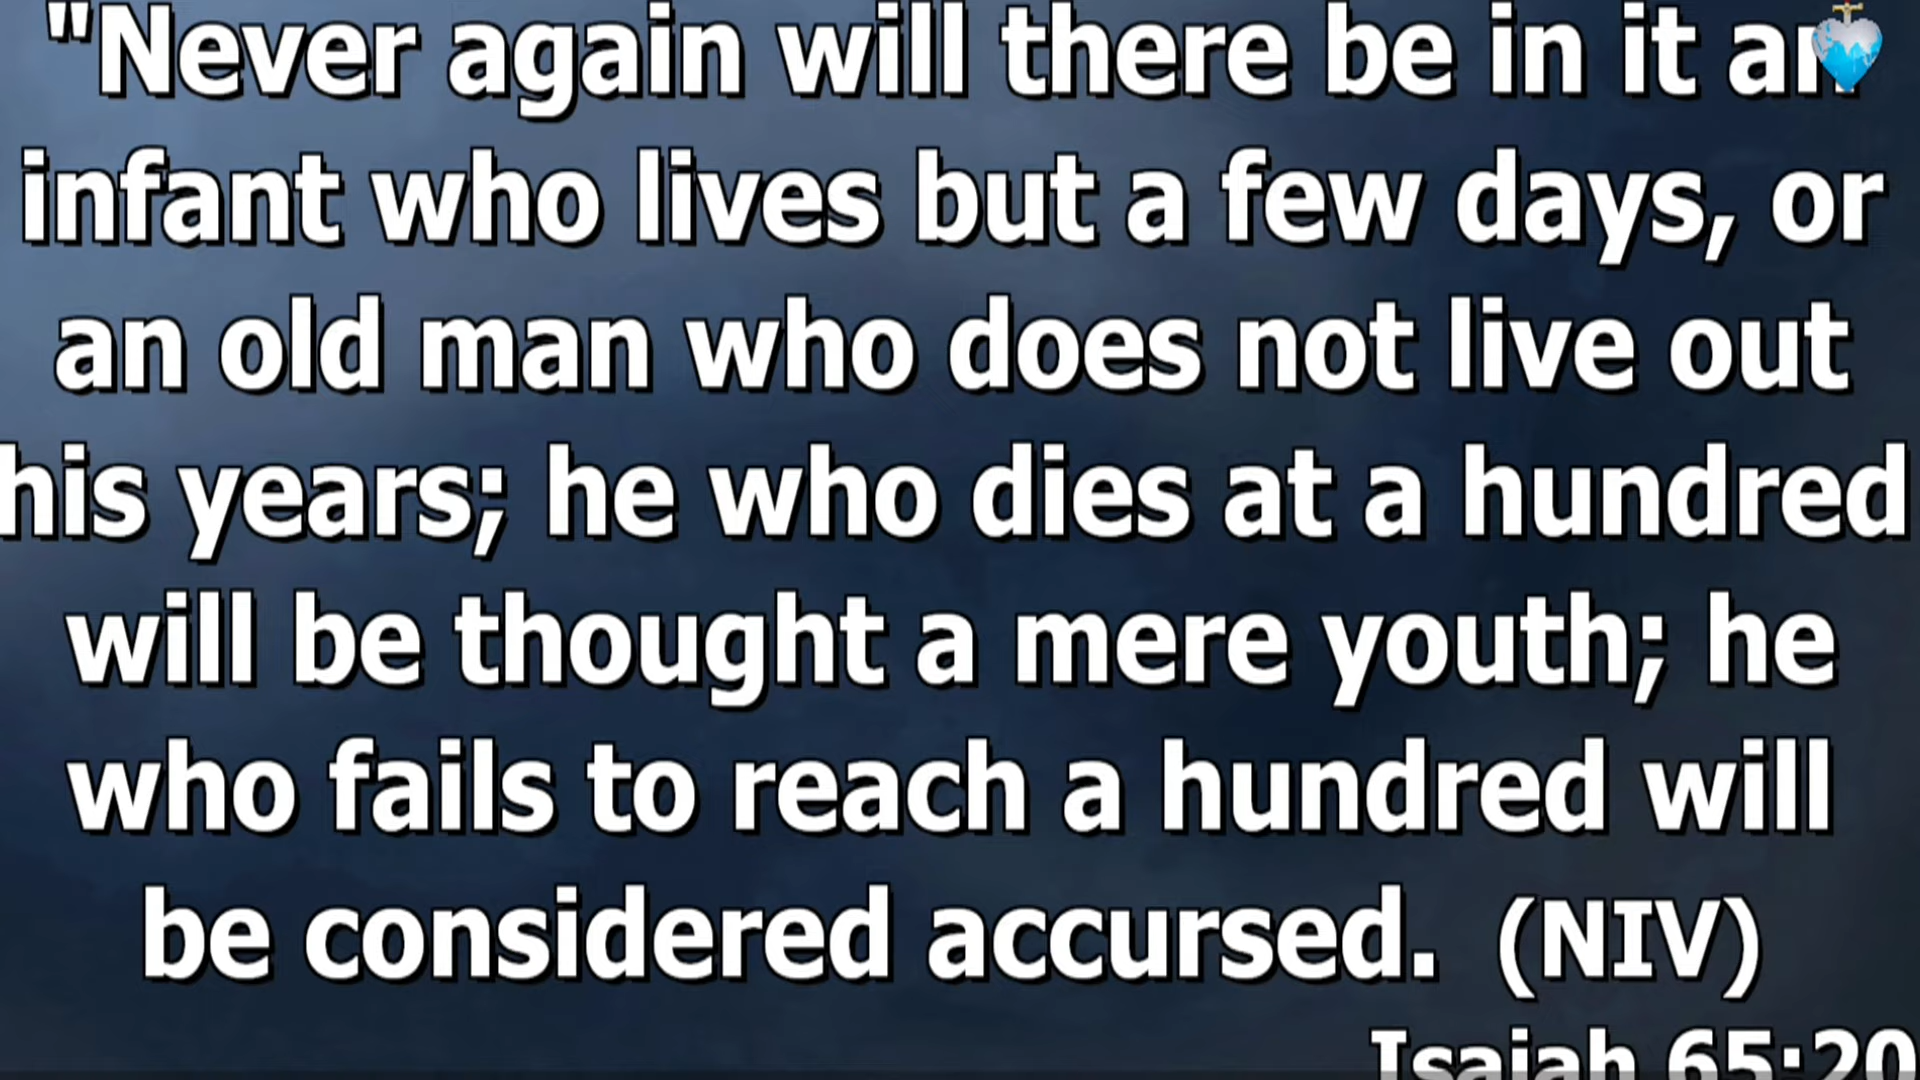 "Never again will there be in it an
infant who lives but a few days, or
an old man who does not live out
his years; he who dies at a hundred
will be thought a mere youth; he
who fails to reach a hundred will
be considered accursed. (NIV)
Isaiah 65:20